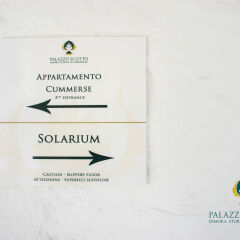 PALAZZO SCOTTO
APPARTAMENTO
CUMMERSE
2ND ENTRANCE
SOLARIUM
CAUTION - SLIPPERY FLOOR
ATTENZIONE - SUPERFICI SCIVOLOSE
PALAZZ
DIMORA STOR